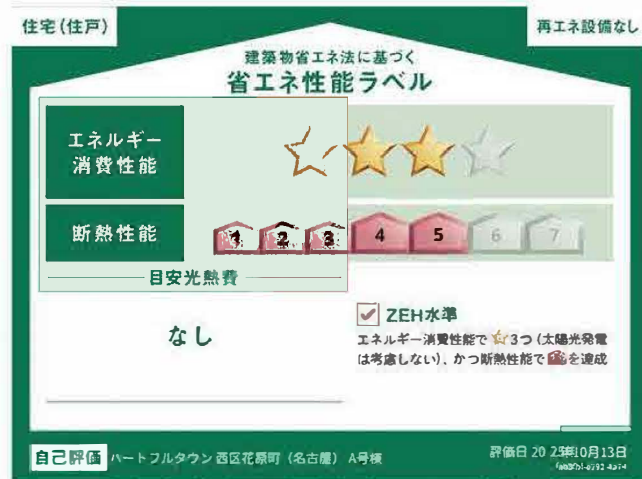 住宅(住戸)
再エネ設備なし
建築物省エネ法に基づく
省エネ性能ラベル
エネルギー
消費性能
断熱性能
1 2 3 4 5 6 7
目安光熱費
なし
ZEH水準
エネルギー消費性能で☆3つ(太陽光発電
は考慮しない)、かつ断熱性能で を達成
自己評価 ハートフルタウン 西区花原町(名古屋) A号棟
評価日 2025年10月13日